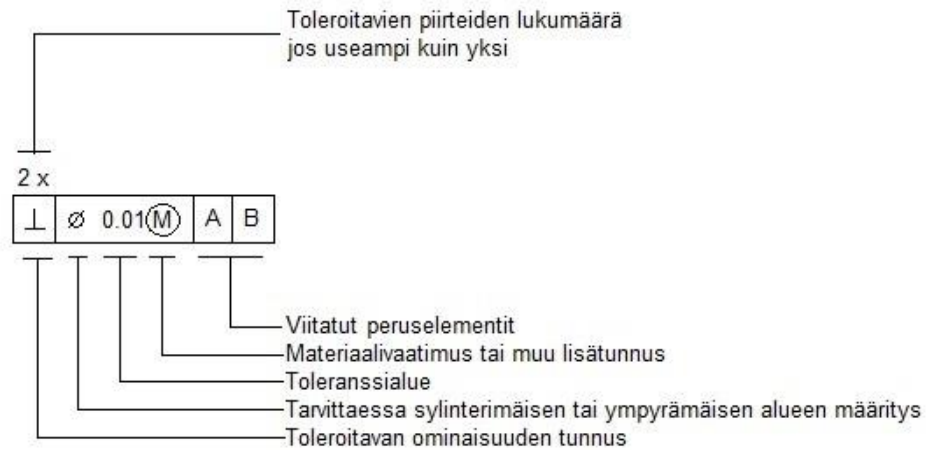 Toleroitavien piirteiden lukumäärä
jos useampi kuin yksi
2 x
⊥ ⌀ 0.01Ⓜ A B
Viitatut peruselementit
Materiaalivaatimus tai muu lisätunnus
Toleranssialue
Tarvittaessa sylinterimäisen tai ympyrämäisen alueen määritys
Toleroitavan ominaisuuden tunnus